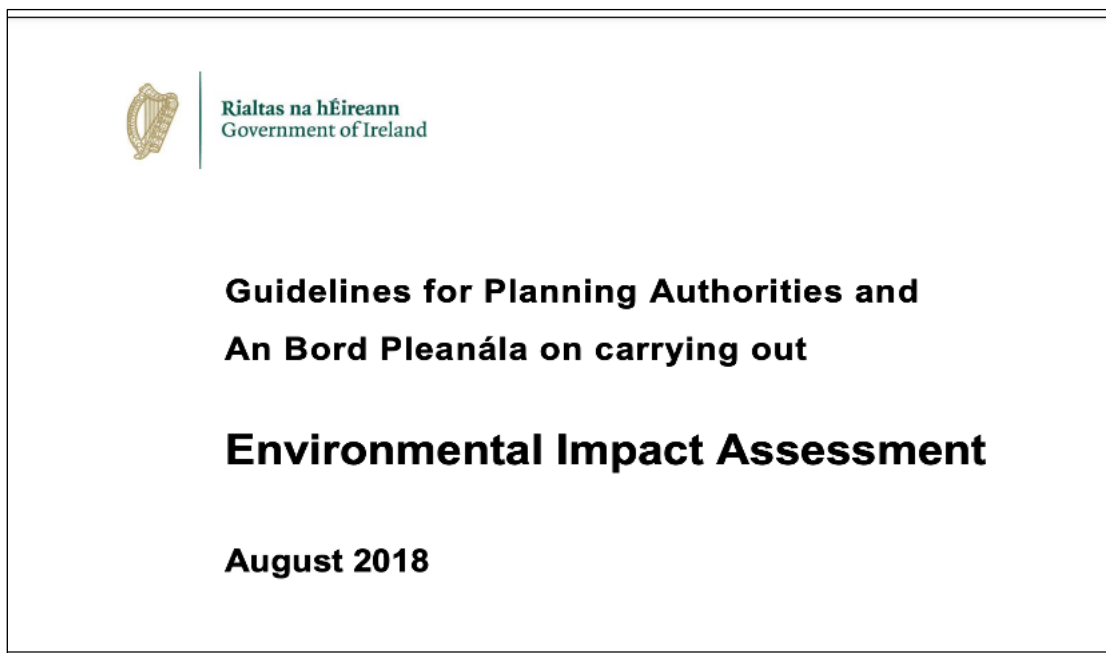 Rialtas na hÉireann
Government of Ireland
Guidelines for Planning Authorities and
An Bord Pleanála on carrying out
Environmental Impact Assessment
August 2018